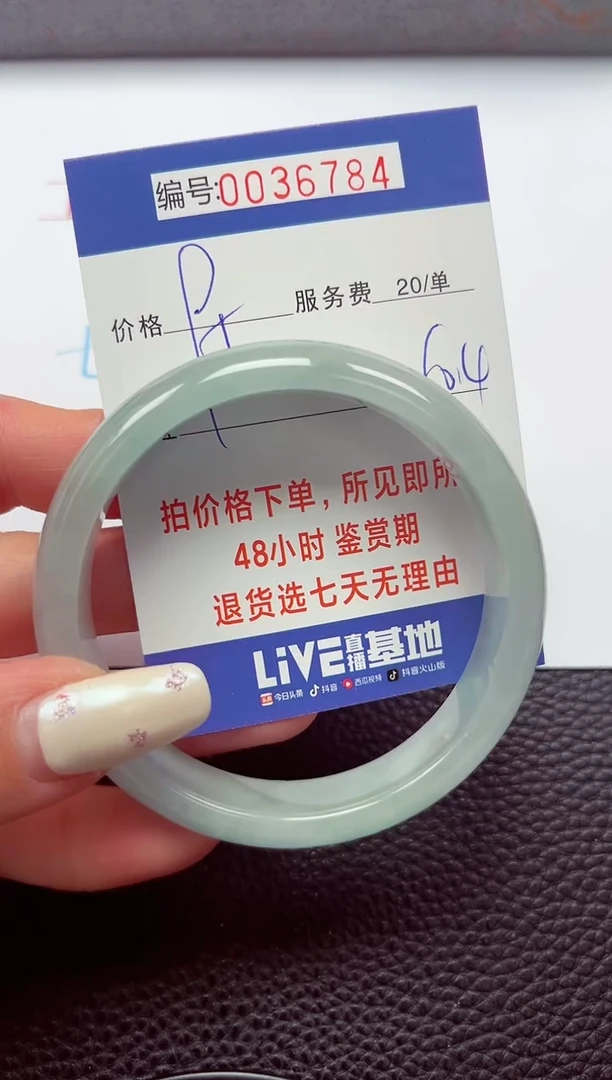 编号:0036784
价格 服务费 20/单
6.4
拍价格下单，所见即所
48小时 鉴赏期
退货选七天无理由
LiVE直播基地
今日头条 抖音 西瓜视频 抖音火山版